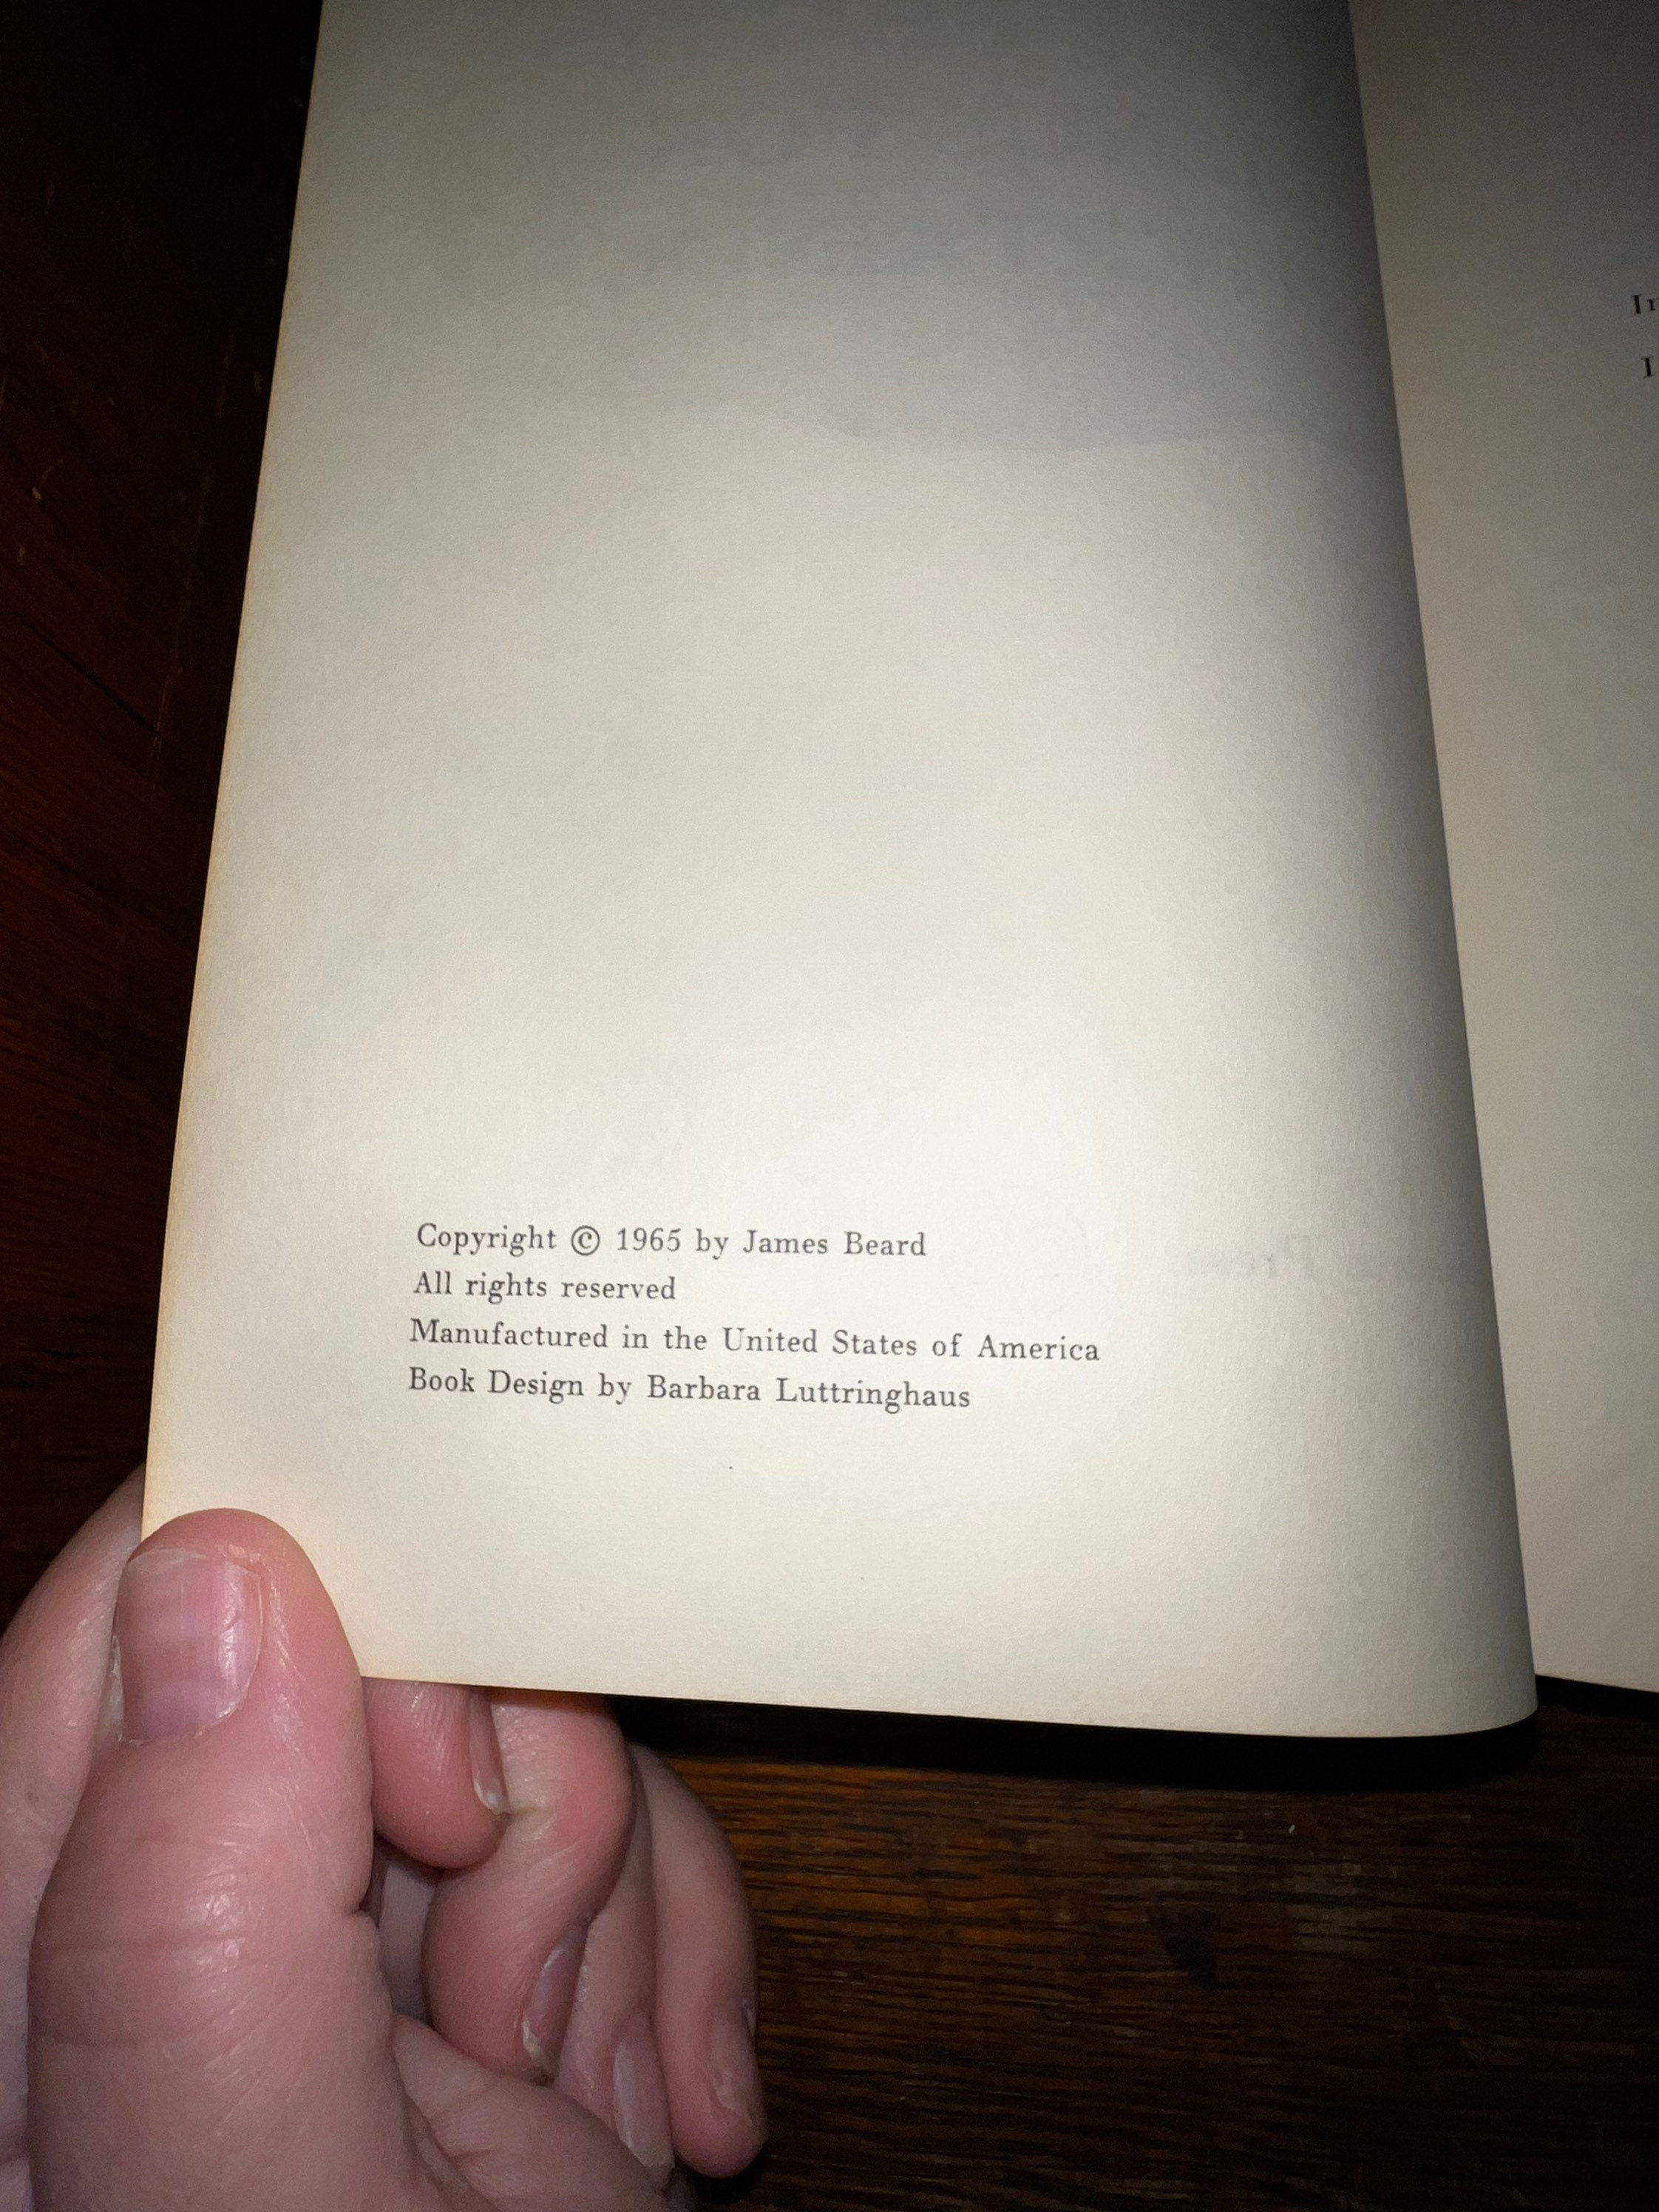 Copyright © 1965 by James Beard
All rights reserved
Manufactured in the United States of America
Book Design by Barbara Luttringhaus